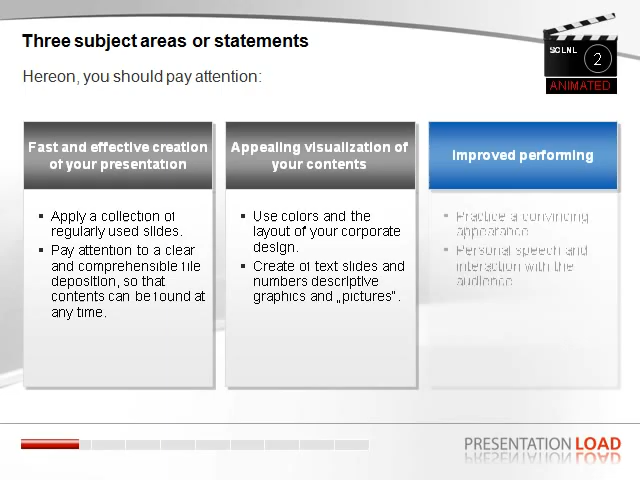 Three subject areas or statements
Hereon, you should pay attention:
2
ANIMATED
Fast and effective creation
of your presentation
Appealing visualization of
your contents
Improved performing
▪ Apply a collection of
regularly used slides.
▪ Pay attention to a clear
and comprehensible file
deposition, so that
contents can be found at
any time.
▪ Use colors and the
layout of your corporate
design.
▪ Create of text slides and
numbers descriptive
graphics and „pictures“.
▪ Practice a convincing
appearance
▪ Personal speech and
interaction with the
audience
PRESENTATION LOAD